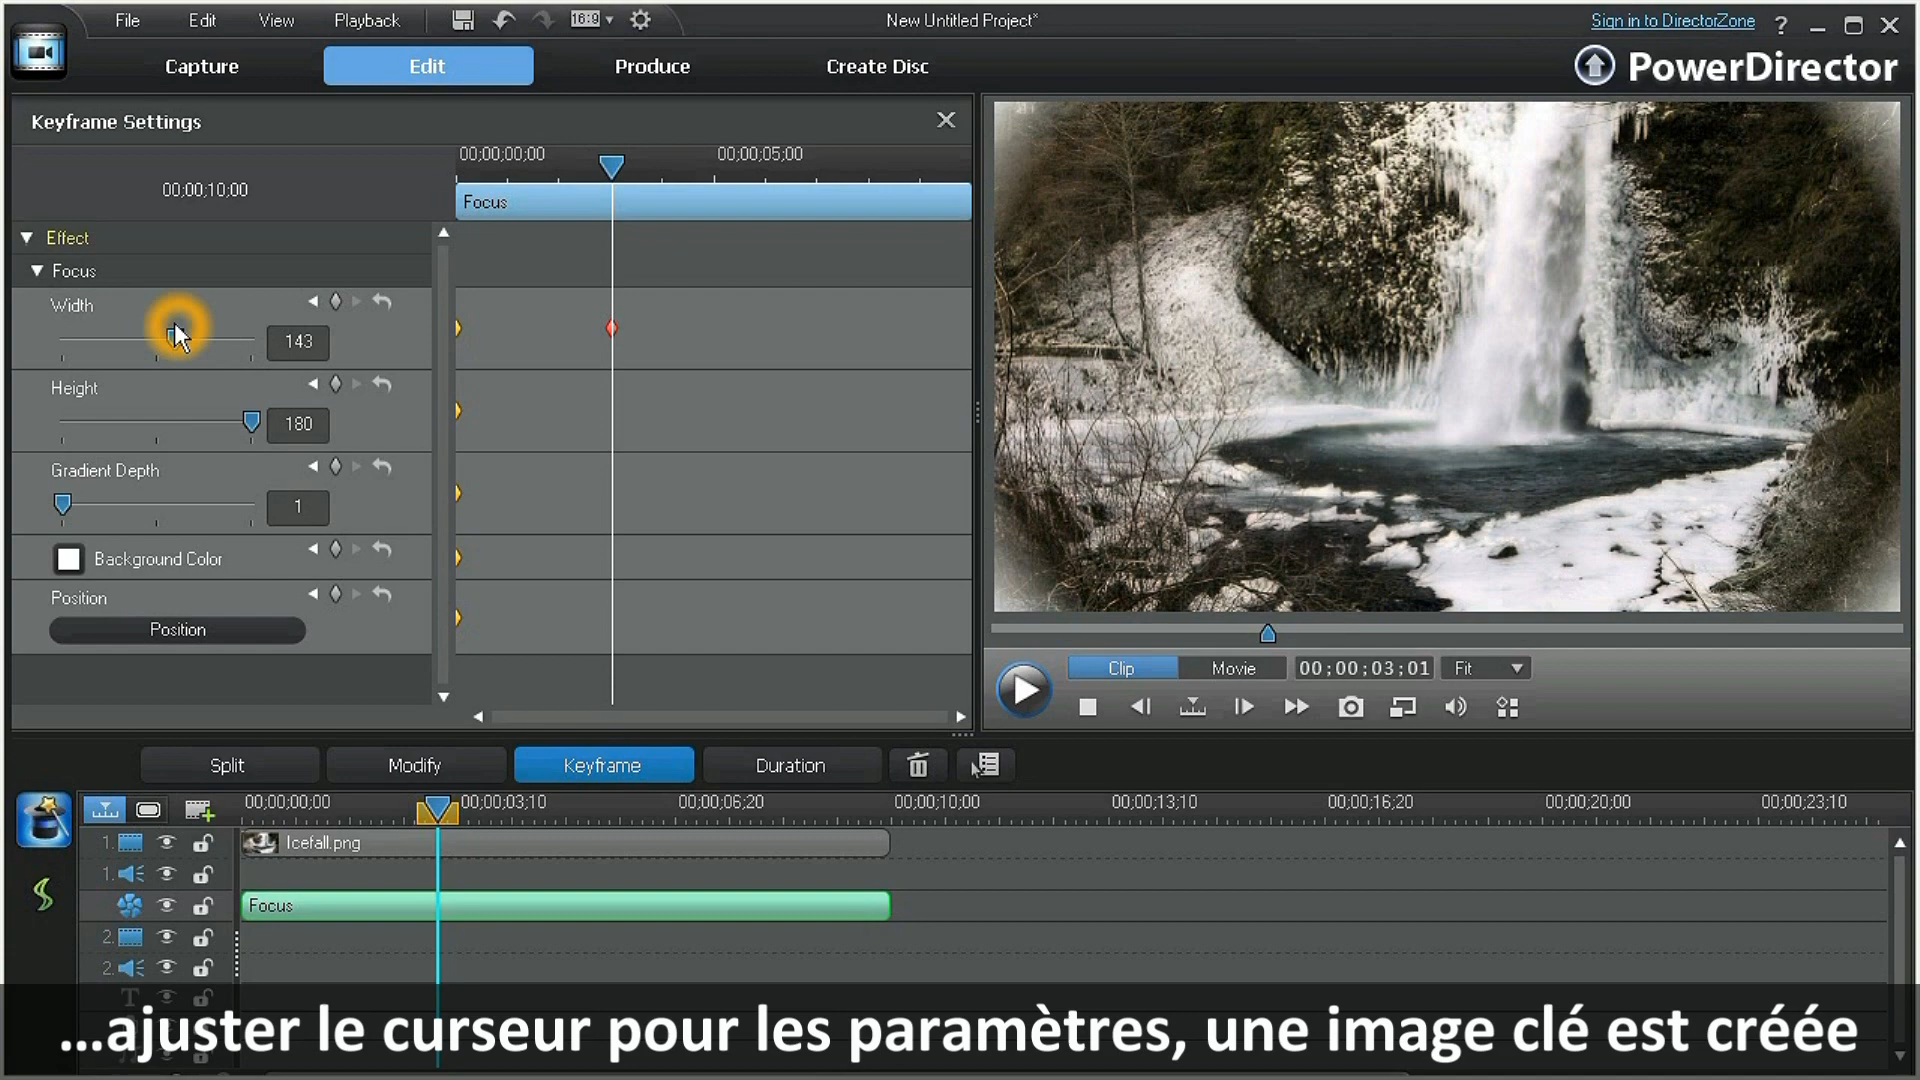 File Edit View Playback 16:9 New Untitled Project* Sign in to DirectorZone ?
Capture Edit Produce Create Disc PowerDirector
Keyframe Settings
00;00;00;00 00;00;05;00
00;00;10;00
Focus
Effect
Focus
Width
143
Height
180
Gradient Depth
1
Background Color
Position
Position
Clip Movie 00;00;03;01 Fit
Split Modify Keyframe Duration
00;00;00;00 00;00;03;10 00;00;06;20 00;00;10;00 00;00;13;10 00;00;16;20 00;00;20;00 00;00;23;10
1. Icefall.png
1.
Focus
2.
2.
T
...ajuster le curseur pour les paramètres, une image clé est créée